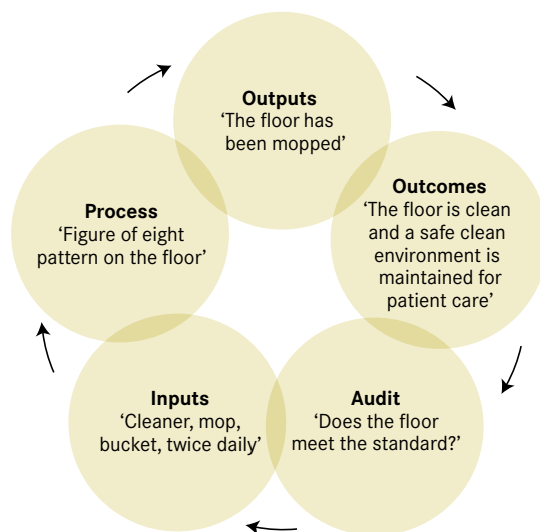 Outputs
‘The floor has
been mopped’
Outcomes
‘The floor is clean
and a safe clean
environment is
maintained for
patient care’
Audit
‘Does the floor
meet the standard?’
Inputs
‘Cleaner, mop,
bucket, twice daily’
Process
‘Figure of eight
pattern on the floor’